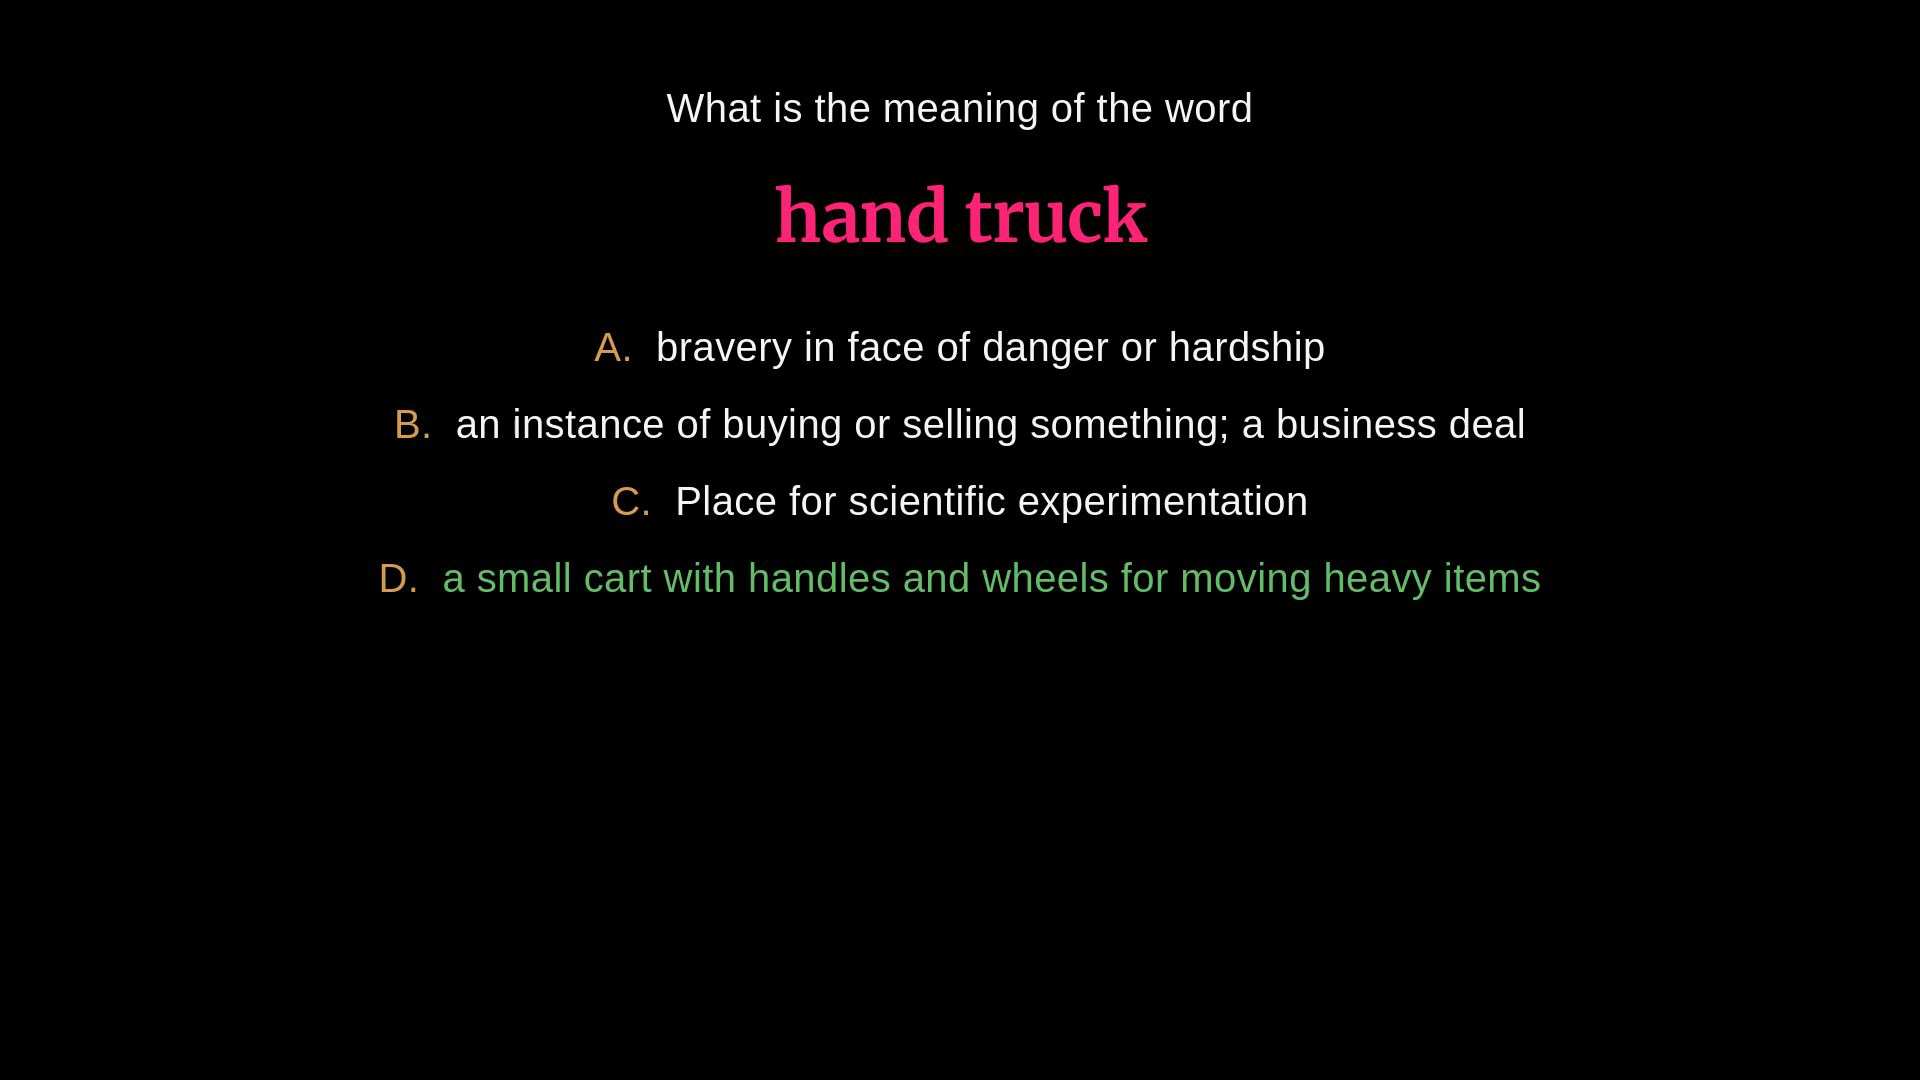 What is the meaning of the word
hand truck
A. bravery in face of danger or hardship
B. an instance of buying or selling something; a business deal
C. Place for scientific experimentation
D. a small cart with handles and wheels for moving heavy items